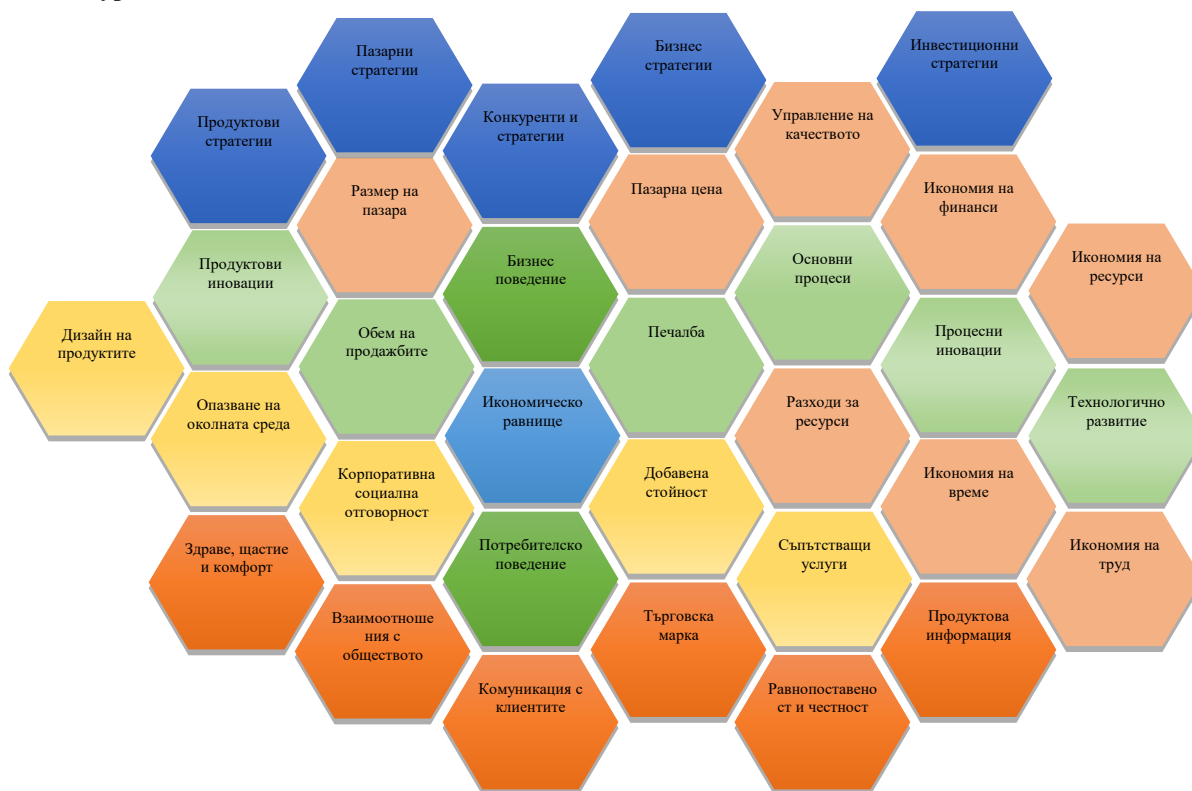 Пазарни
стратегии
Бизнес
стратегии
Инвестиционни
стратегии
Продуктови
стратегии
Конкуренти и
стратегии
Управление на
качеството
Размер на
пазара
Пазарна цена
Икономия на
финанси
Продуктови
иновации
Бизнес
поведение
Основни
процеси
Икономия на
ресурси
Дизайн на
продуктите
Обем на
продажбите
Печалба
Процесни
иновации
Опазване на
околната среда
Икономическо
равнище
Разходи за
ресурси
Технологично
развитие
Корпоративна
социална
отговорност
Добавена
стойност
Икономия на
време
Здраве, щастие
и комфорт
Потребителско
поведение
Съпътстващи
услуги
Икономия на
труд
Взаимоотноше
ния с
обществото
Търговска
марка
Продуктова
информация
Комуникация с
клиентите
Равнопоставено
ст и честност